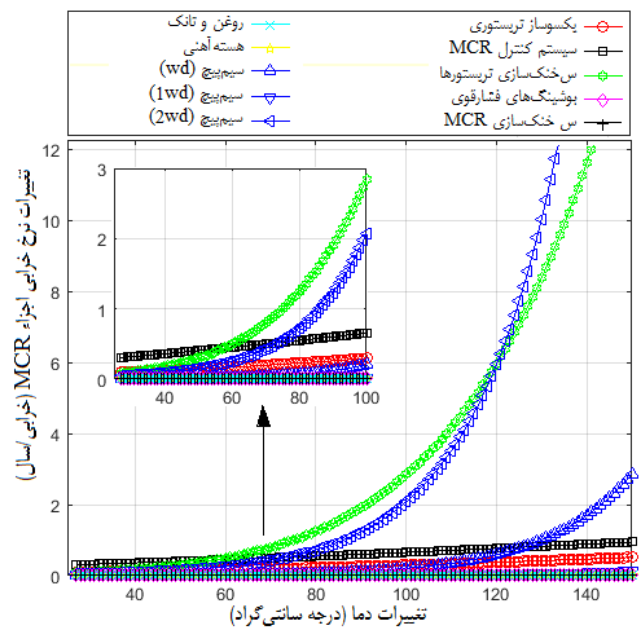 یکسوساز تریستوری
سیستم کنترل MCR
س خنک‌سازی تریستورها
بوشینگ‌های فشارقوی
س خنک‌سازی MCR
روغن و تانک
هسته آهنی
سیم‌پیچ (wd)
سیم‌پیچ (1wd)
سیم‌پیچ (2wd)
تغییرات نرخ خرابی اجزاء MCR (خرابی/سال)
12
10
8
6
4
2
0
3
2
1
0
40 60 80 100
40 60 80 100 120 140
تغییرات دما (درجه سانتی‌گراد)